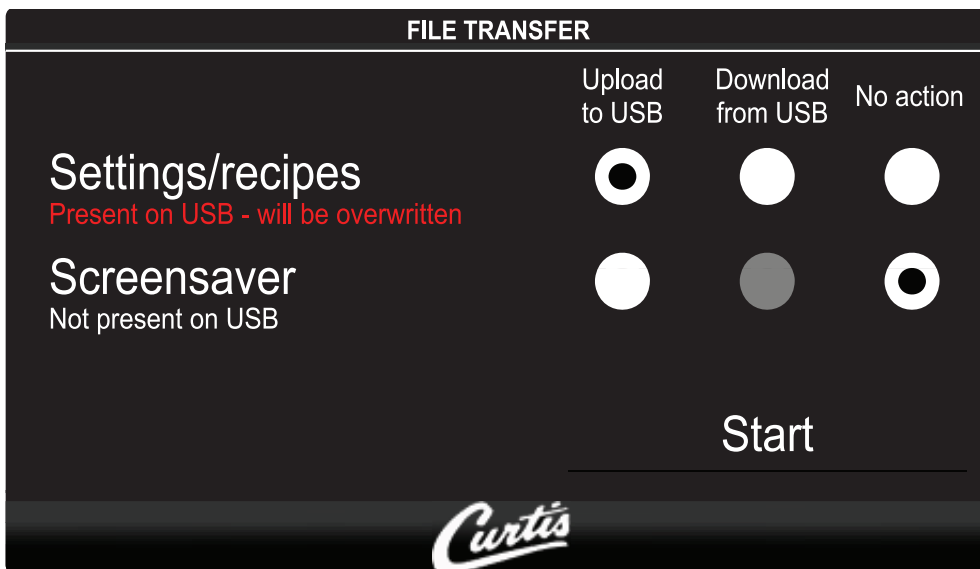 FILE TRANSFER
Upload
to USB
Download
from USB
No action
Settings/recipes
Present on USB - will be overwritten
Screensaver
Not present on USB
Start
Curtis